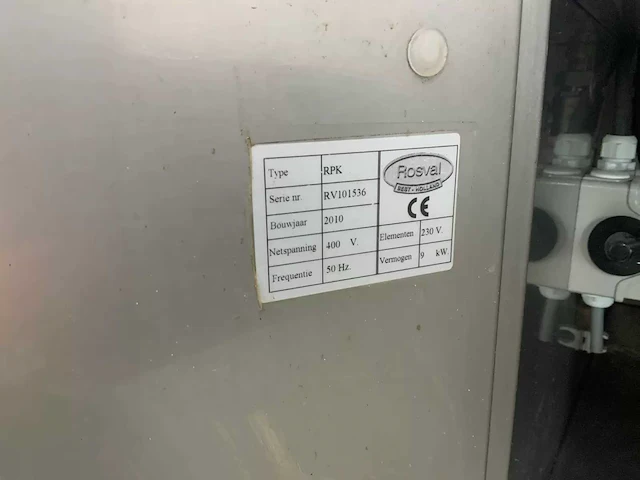 Type RPK
Serie nr. RV101536
Bouwjaar 2010
Netspanning 400 V.
Frequentie 50 Hz.
Rosval
BEST - HOLLAND
CE
Elementen 230 V.
Vermogen 9 kW